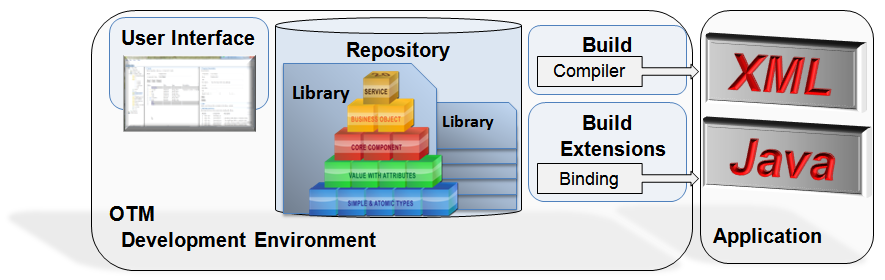 User Interface
Repository
Library
SERVICE
BUSINESS OBJECT
CORE COMPONENT
VALUE WITH ATTRIBUTES
SIMPLE & ATOMIC TYPES
Library
Build
Compiler
Build
Extensions
Binding
XML
Java
OTM
Development Environment
Application